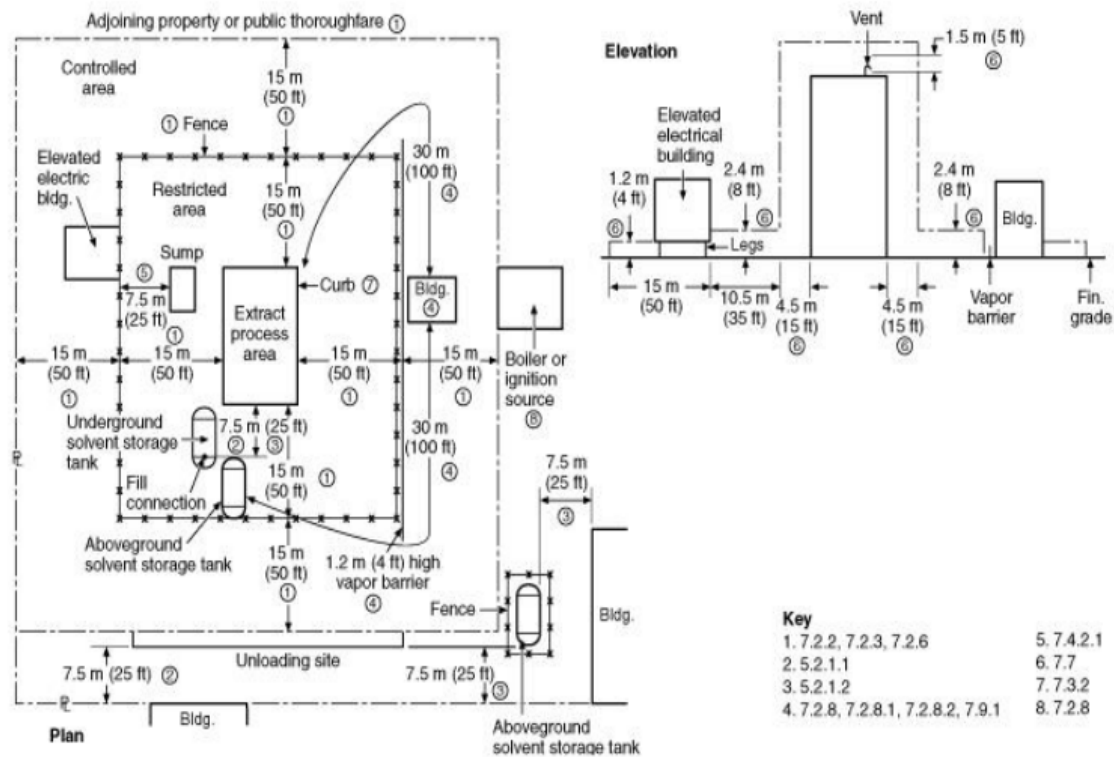 Adjoining property or public thoroughfare ①
Controlled
area
15 m
(50 ft)
①
① Fence
Elevated
electric
bldg.
Restricted
area
15 m
(50 ft)
①
30 m
(100 ft)
④
Sump
⑤
7.5 m
(25 ft)
①
Curb ⑦
Bldg.
④
Extract
process
area
15 m
(50 ft)
①
15 m
(50 ft)
15 m
(50 ft)
①
15 m
(50 ft)
①
Boiler or
ignition
source
⑧
Underground
solvent storage
tank
7.5 m (25 ft)
② ③
30 m
(100 ft)
④
Fill
connection
15 m
(50 ft)
①
Aboveground
solvent storage tank
15 m
(50 ft)
①
1.2 m (4 ft) high
vapor barrier
④
7.5 m
(25 ft)
③
Fence
Bldg.
Unloading site
7.5 m (25 ft) ②
7.5 m (25 ft)
③
Bldg.
Aboveground
solvent storage tank
Plan
Elevation
Vent
1.5 m (5 ft)
⑥
Elevated
electrical
building
1.2 m
(4 ft)
⑥
2.4 m
(8 ft)
⑥
2.4 m
(8 ft)
⑥
Bldg.
Legs
15 m
(50 ft)
10.5 m
(35 ft)
4.5 m
(15 ft)
⑥
4.5 m
(15 ft)
⑥
Vapor
barrier
Fin.
grade
Key
1. 7.2.2, 7.2.3, 7.2.6
2. 5.2.1.1
3. 5.2.1.2
4. 7.2.8, 7.2.8.1, 7.2.8.2, 7.9.1
5. 7.4.2.1
6. 7.7
7. 7.3.2
8. 7.2.8